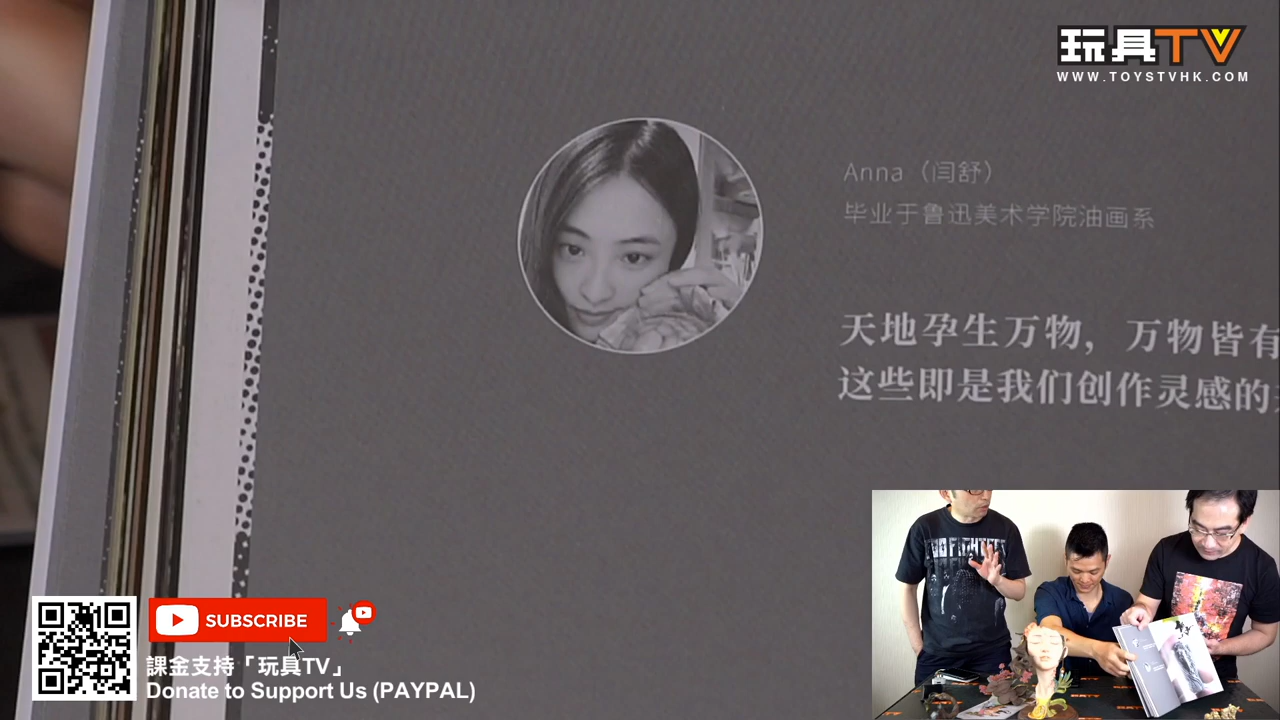 玩具TV
WWW.TOYSTVHK.COM
Anna（闫舒）
毕业于鲁迅美术学院油画系
天地孕生万物，万物皆有
这些即是我们创作灵感的
SUBSCRIBE
課金支持「玩具TV」
Donate to Support Us (PAYPAL)